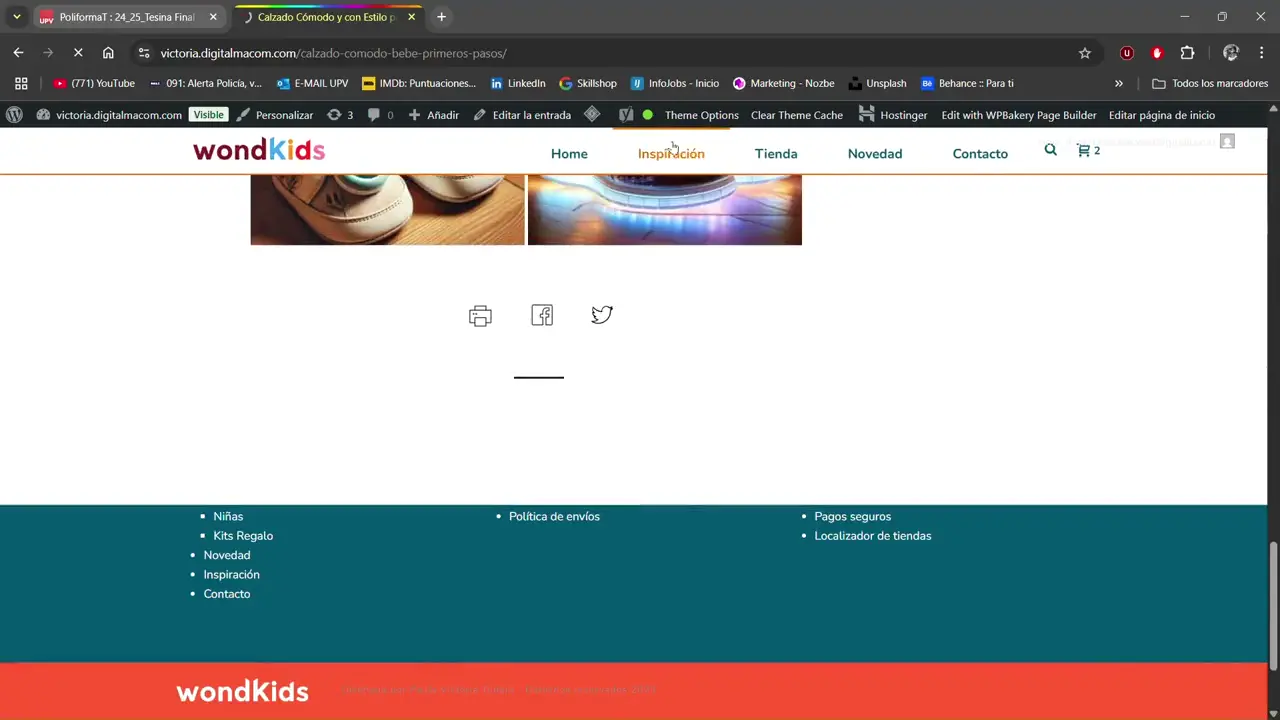 PoliformaT : 24_25_Tesina Final
Calzado Cómodo y con Estilo p
victoria.digitalmacom.com/calzado-comodo-bebe-primeros-pasos/
(771) YouTube
091: Alerta Policía, v...
E-MAIL UPV
IMDb: Puntuaciones...
LinkedIn
Skillshop
InfoJobs - Inicio
Marketing - Nozbe
Unsplash
Behance :: Para ti
Todos los marcadores
victoria.digitalmacom.com
Visible
Personalizar
3
0
Añadir
Editar la entrada
Theme Options
Clear Theme Cache
Hostinger
Edit with WPBakery Page Builder
Editar página de inicio
wondkids
Home
Inspiración
Tienda
Novedad
Contacto
2
Niñas
Kits Regalo
Novedad
Inspiración
Contacto
Política de envíos
Pagos seguros
Localizador de tiendas
wondkids